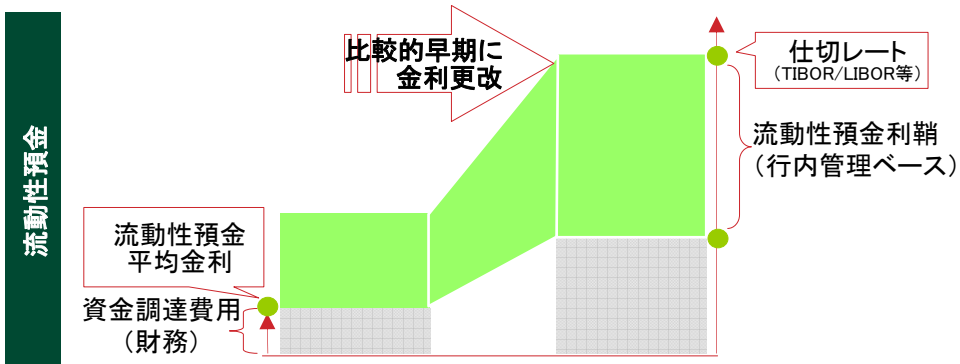 流動性預金
比較的早期に
金利更改
仕切レート
（TIBOR/LIBOR等）
流動性預金利鞘
（行内管理ベース）
流動性預金
平均金利
資金調達費用
（財務）